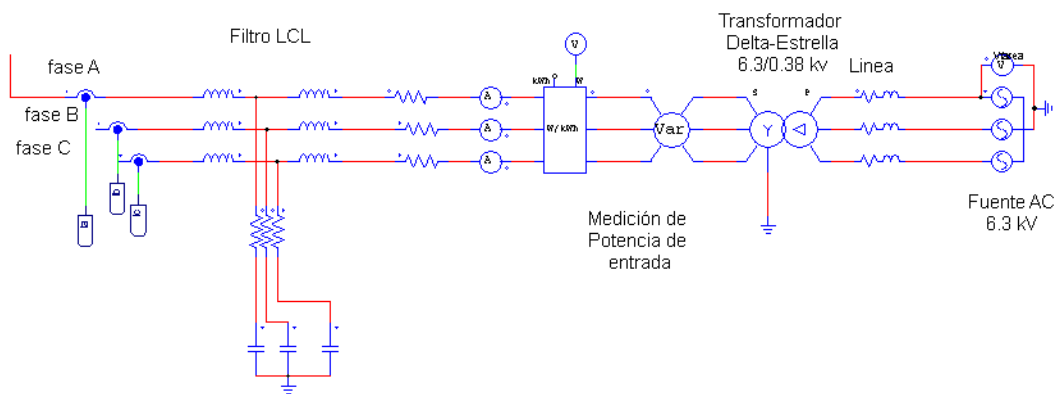 Filtro LCL
Transformador
Delta-Estrella
6.3/0.38 kv
Linea
fase A
fase B
fase C
V
V
kWh
W
A
A
A
W/kWh
Var
S
P
Y
Medición de
Potencia de
entrada
Fuente AC
6.3 kV